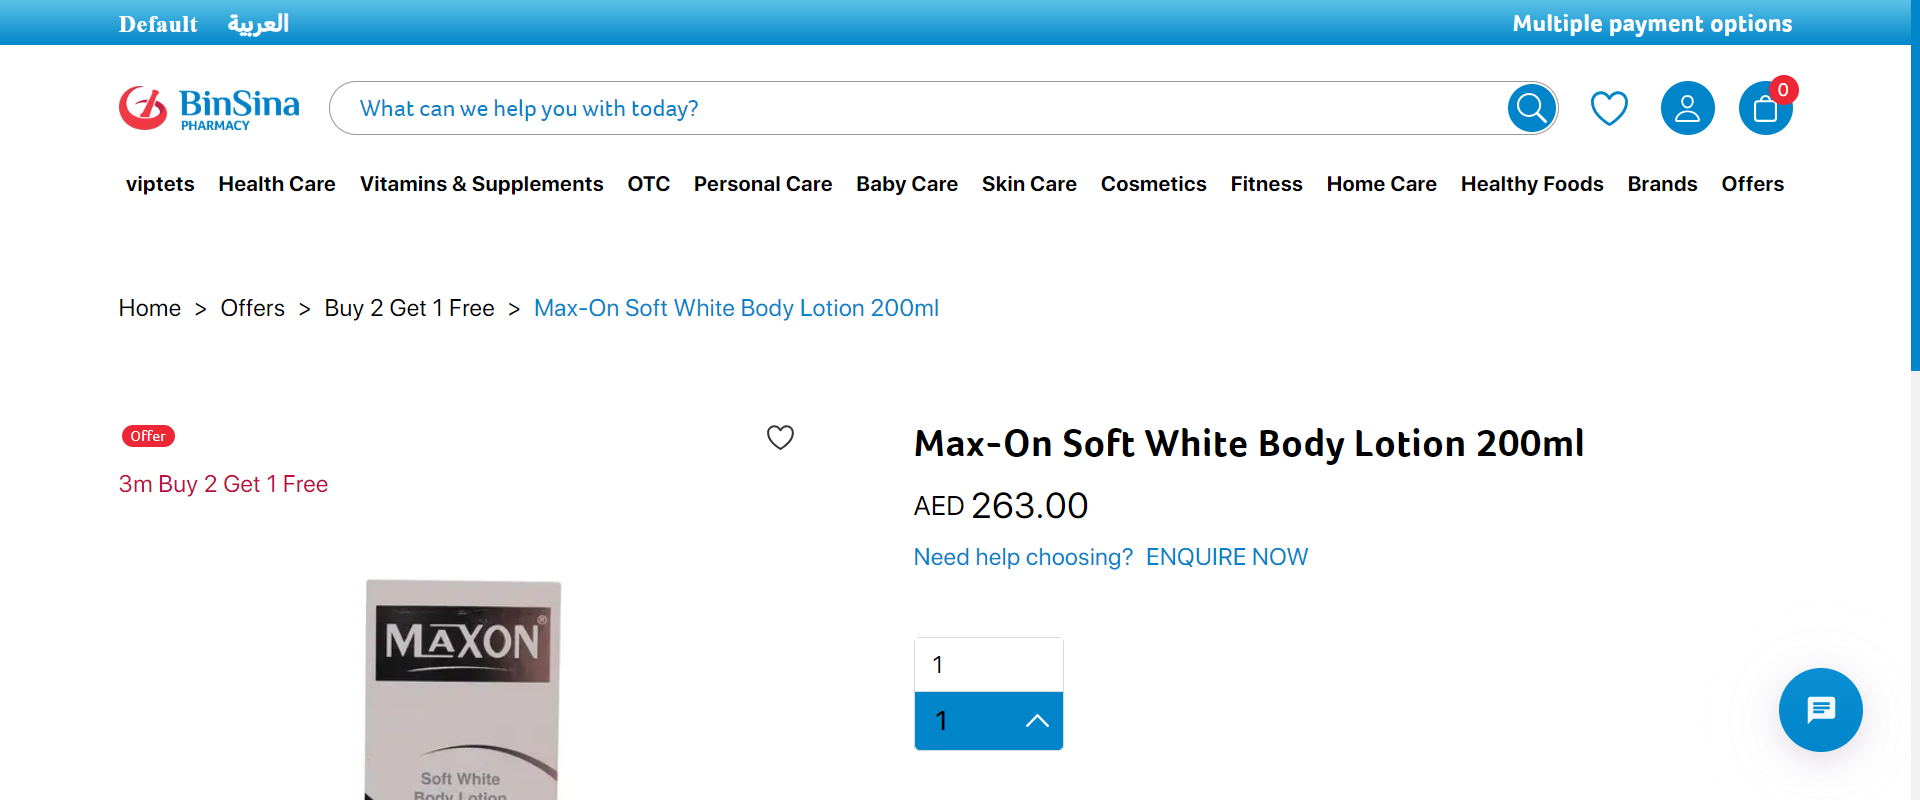 Default العربية Multiple payment options
BinSina
PHARMACY
What can we help you with today?
0
viptets Health Care Vitamins & Supplements OTC Personal Care Baby Care Skin Care Cosmetics Fitness Home Care Healthy Foods Brands Offers
Home > Offers > Buy 2 Get 1 Free > Max-On Soft White Body Lotion 200ml
Offer
3m Buy 2 Get 1 Free
MAXON®
Soft White
Body Lotion
Max-On Soft White Body Lotion 200ml
AED 263.00
Need help choosing? ENQUIRE NOW
1
1